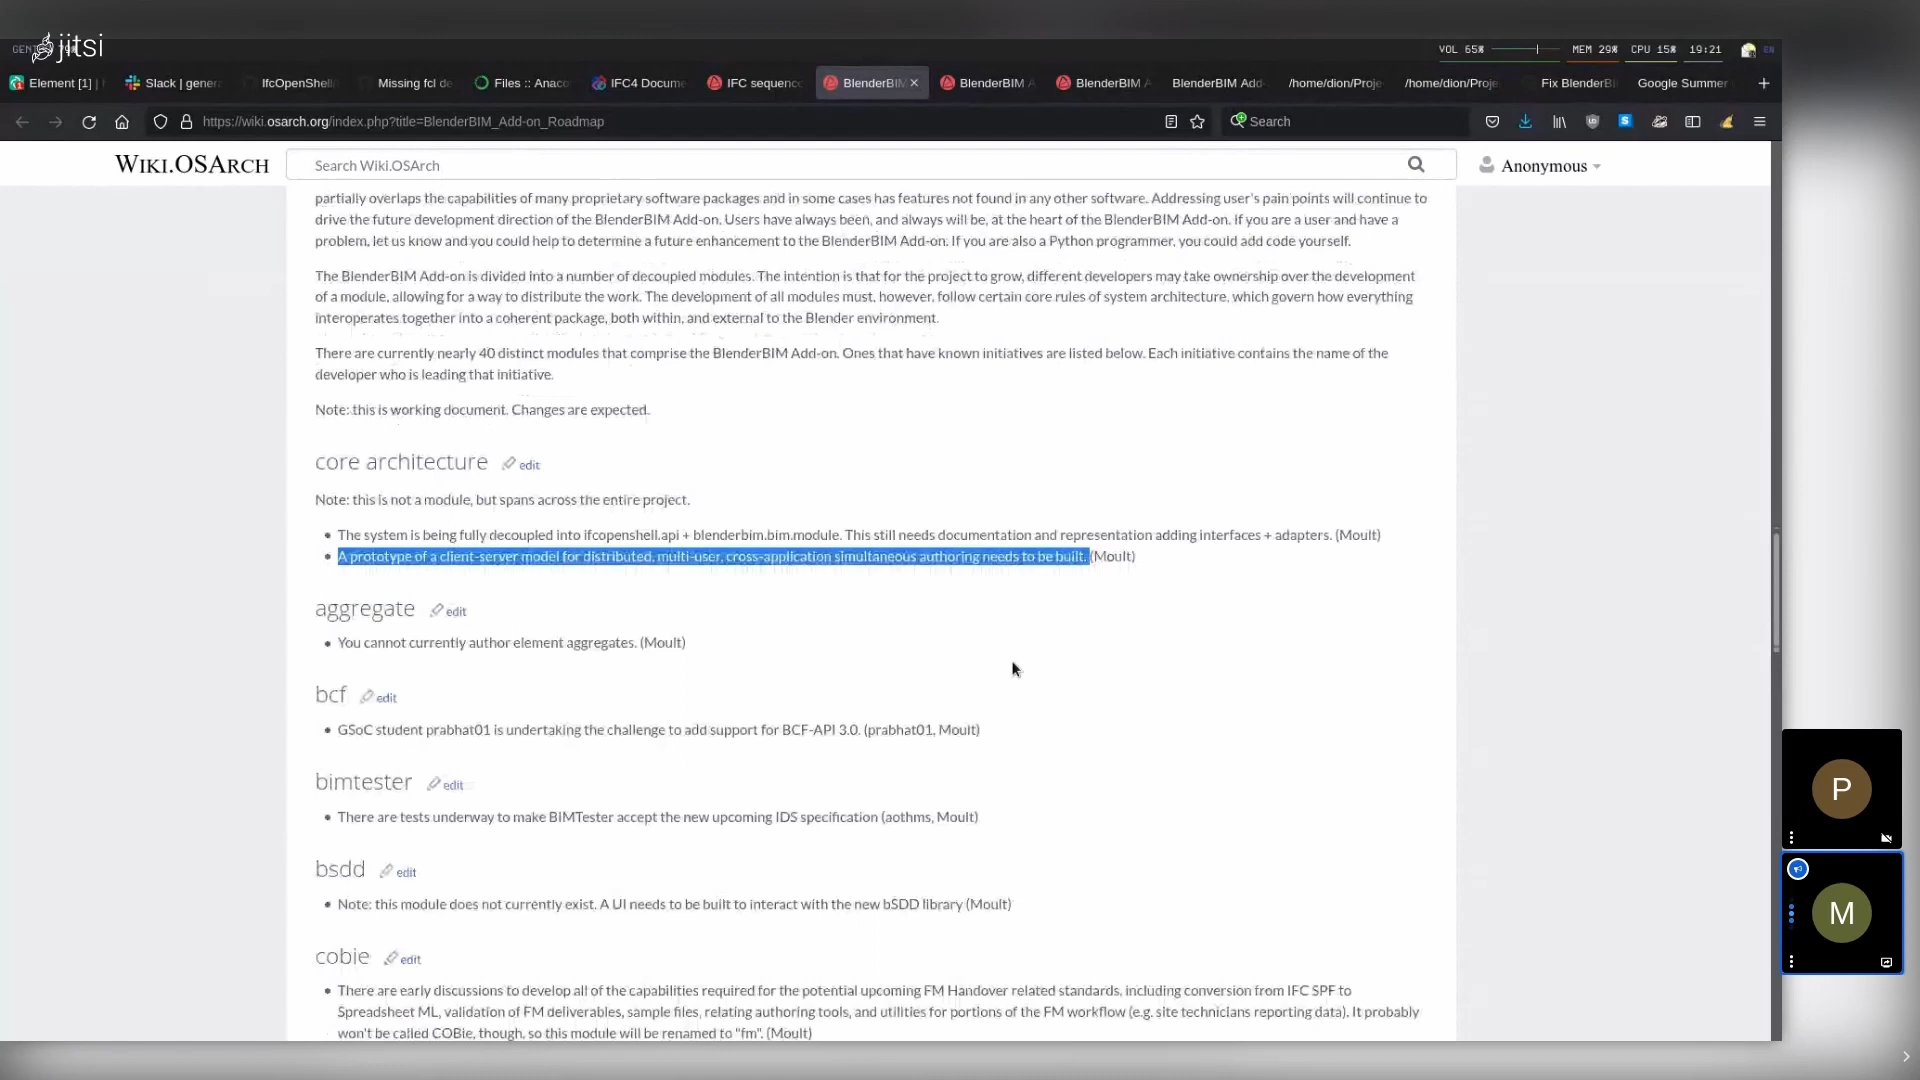 jitsi
VOL 65% MEM 29% CPU 15% 19:21 EN
Element [1] Slack | genera IfcOpenShell Missing fcl de Files :: Anaco IFC4 Docume IFC sequenc BlenderBIM BlenderBIM A BlenderBIM A BlenderBIM Add- /home/dion/Proje /home/dion/Proje Fix BlenderBI Google Summer
https://wiki.osarch.org/index.php?title=BlenderBIM_Add-on_Roadmap Search
Wiki.OSArch Search Wiki.OSArch Anonymous
partially overlaps the capabilities of many proprietary software packages and in some cases has features not found in any other software. Addressing user's pain points will continue to
drive the future development direction of the BlenderBIM Add-on. Users have always been, and always will be, at the heart of the BlenderBIM Add-on. If you are a user and have a
problem, let us know and you could help to determine a future enhancement to the BlenderBIM Add-on. If you are also a Python programmer, you could add code yourself.
The BlenderBIM Add-on is divided into a number of decoupled modules. The intention is that for the project to grow, different developers may take ownership over the development
of a module, allowing for a way to distribute the work. The development of all modules must, however, follow certain core rules of system architecture, which govern how everything
interoperates together into a coherent package, both within, and external to the Blender environment.
There are currently nearly 40 distinct modules that comprise the BlenderBIM Add-on. Ones that have known initiatives are listed below. Each initiative contains the name of the
developer who is leading that initiative.
Note: this is working document. Changes are expected.
core architecture edit
Note: this is not a module, but spans across the entire project.
• The system is being fully decoupled into ifcopenshell.api + blenderbim.bim.module. This still needs documentation and representation adding interfaces + adapters. (Moult)
• A prototype of a client-server model for distributed, multi-user, cross-application simultaneous authoring needs to be built. (Moult)
aggregate edit
• You cannot currently author element aggregates. (Moult)
bcf edit
• GSoC student prabhat01 is undertaking the challenge to add support for BCF-API 3.0. (prabhat01, Moult)
bimtester edit
• There are tests underway to make BIMTester accept the new upcoming IDS specification (aothms, Moult)
bsdd edit
• Note: this module does not currently exist. A UI needs to be built to interact with the new bSDD library (Moult)
cobie edit
• There are early discussions to develop all of the capabilities required for the potential upcoming FM Handover related standards, including conversion from IFC SPF to
Spreadsheet ML, validation of FM deliverables, sample files, relating authoring tools, and utilities for portions of the FM workflow (e.g. site technicians reporting data). It probably
won't be called COBie, though, so this module will be renamed to "fm". (Moult)
P
M